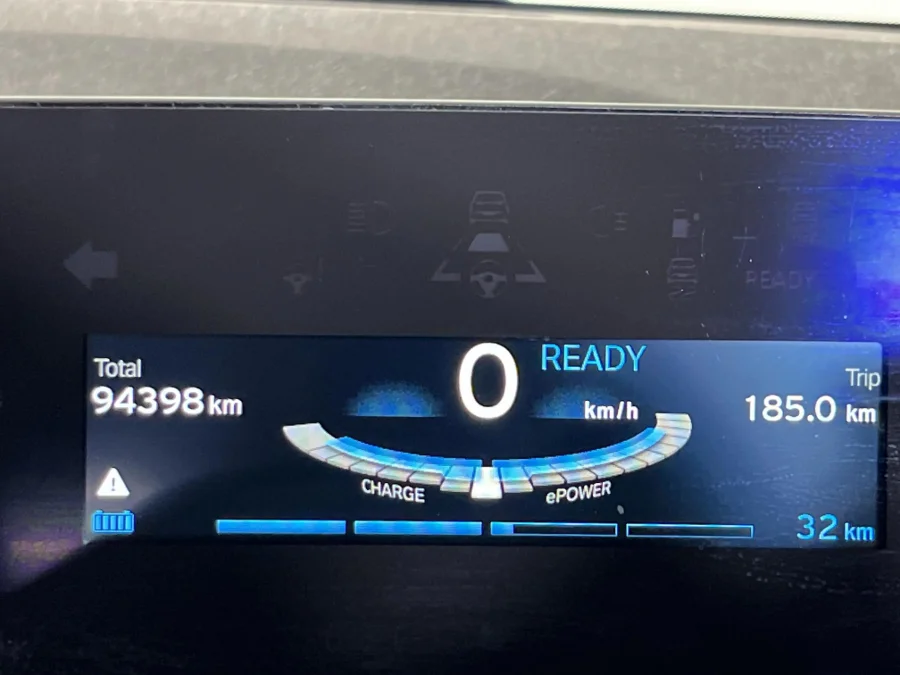 READY
0 READY
Total
Trip
94398 km
km/h
185.0 km
CHARGE
ePOWER
32 km